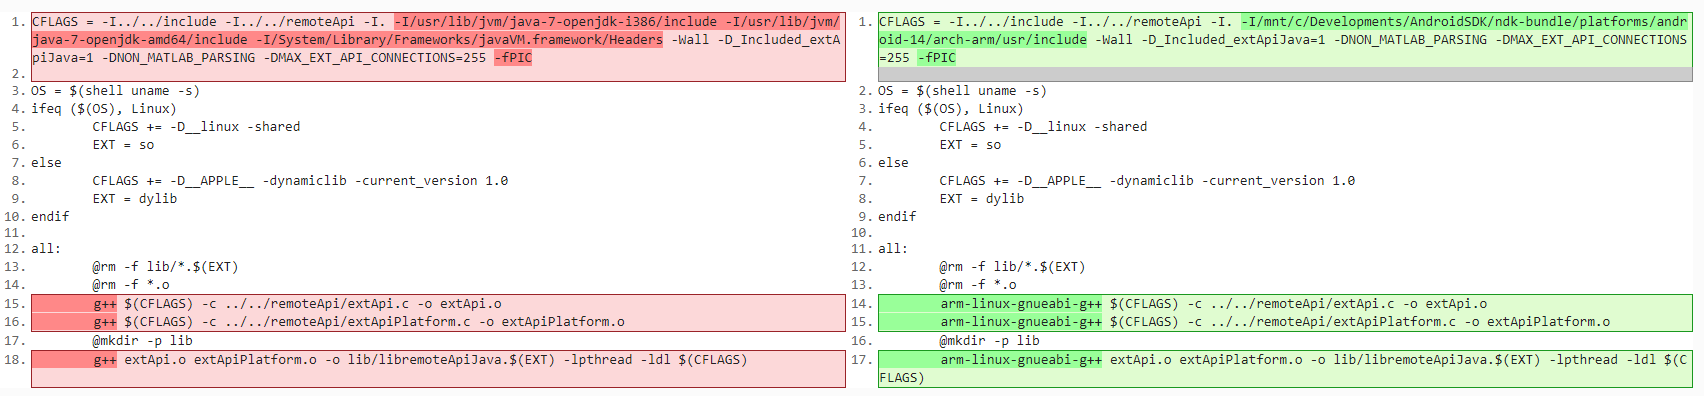 1. CFLAGS = -I../../include -I../../remoteApi -I. -I/usr/lib/jvm/java-7-openjdk-i386/include -I/usr/lib/jvm/
java-7-openjdk-amd64/include -I/System/Library/Frameworks/javaVM.framework/Headers -Wall -D_Included_extA
piJava=1 -DNON_MATLAB_PARSING -DMAX_EXT_API_CONNECTIONS=255 -fPIC
2.
3. OS = $(shell uname -s)
4. ifeq ($(OS), Linux)
5. CFLAGS += -D__linux -shared
6. EXT = so
7. else
8. CFLAGS += -D__APPLE__ -dynamiclib -current_version 1.0
9. EXT = dylib
10. endif
11.
12. all:
13. @rm -f lib/*.$(EXT)
14. @rm -f *.o
15. g++ $(CFLAGS) -c ../../remoteApi/extApi.c -o extApi.o
16. g++ $(CFLAGS) -c ../../remoteApi/extApiPlatform.c -o extApiPlatform.o
17. @mkdir -p lib
18. g++ extApi.o extApiPlatform.o -o lib/libremoteApiJava.$(EXT) -lpthread -ldl $(CFLAGS)
1. CFLAGS = -I../../include -I../../remoteApi -I. -I/mnt/c/Developments/AndroidSDK/ndk-bundle/platforms/andr
oid-14/arch-arm/usr/include -Wall -D_Included_extApiJava=1 -DNON_MATLAB_PARSING -DMAX_EXT_API_CONNECTIONS
=255 -fPIC
2. OS = $(shell uname -s)
3. ifeq ($(OS), Linux)
4. CFLAGS += -D__linux -shared
5. EXT = so
6. else
7. CFLAGS += -D__APPLE__ -dynamiclib -current_version 1.0
8. EXT = dylib
9. endif
10.
11. all:
12. @rm -f lib/*.$(EXT)
13. @rm -f *.o
14. arm-linux-gnueabi-g++ $(CFLAGS) -c ../../remoteApi/extApi.c -o extApi.o
15. arm-linux-gnueabi-g++ $(CFLAGS) -c ../../remoteApi/extApiPlatform.c -o extApiPlatform.o
16. @mkdir -p lib
17. arm-linux-gnueabi-g++ extApi.o extApiPlatform.o -o lib/libremoteApiJava.$(EXT) -lpthread -ldl $(C
FLAGS)